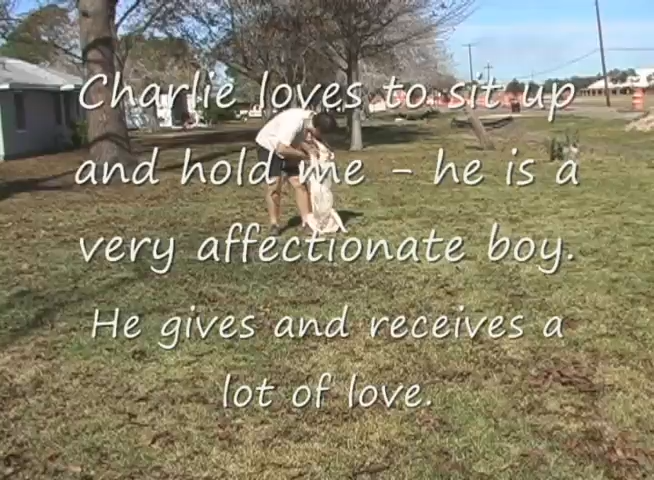 Charlie loves to sit up
and hold me - he is a
very affectionate boy.
He gives and receives a
lot of love.